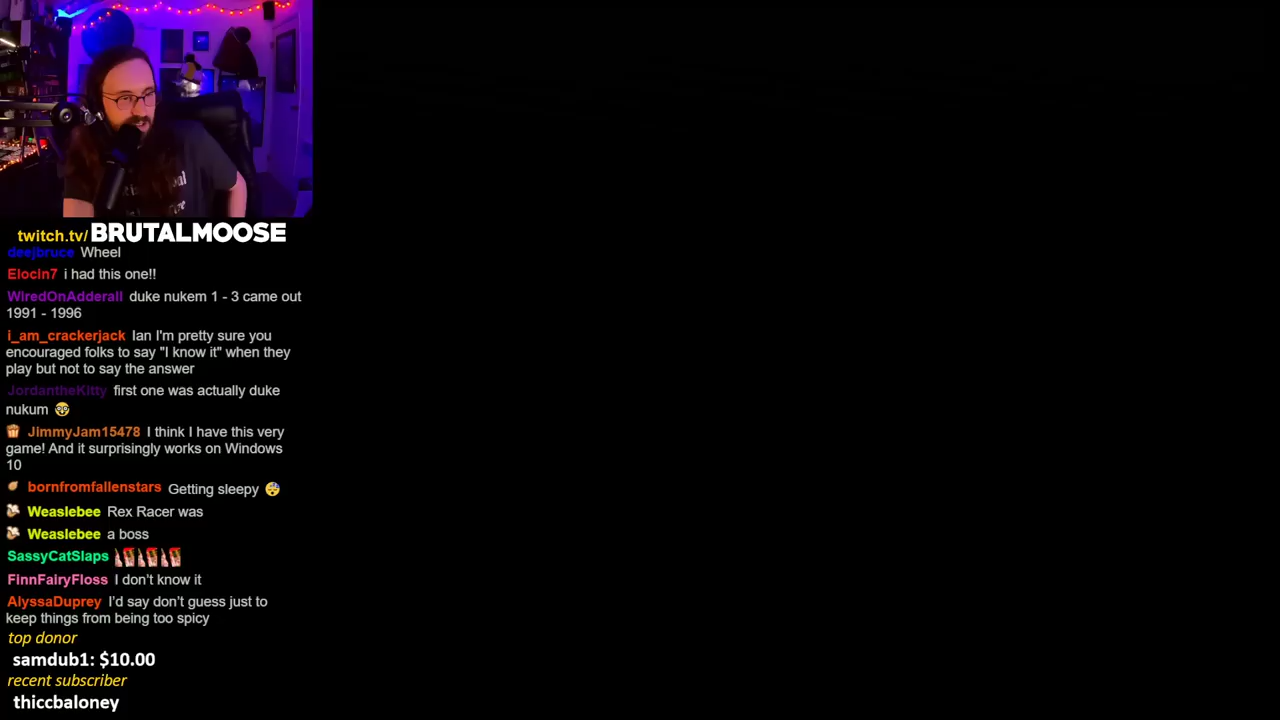 twitch.tv/BRUTALMOOSE
deejbruce Wheel
Elocin7 i had this one!!
WiredOnAdderall duke nukem 1 - 3 came out
1991 - 1996
i_am_crackerjack Ian I'm pretty sure you
encouraged folks to say "I know it" when they
play but not to say the answer
JordantheKitty first one was actually duke
nukum 🤓
JimmyJam15478 I think I have this very
game! And it surprisingly works on Windows
10
bornfromfallenstars Getting sleepy 😴
Weaslebee Rex Racer was
Weaslebee a boss
SassyCatSlaps
FinnFairyFloss I don't know it
AlyssaDuprey I'd say don't guess just to
keep things from being too spicy
top donor
samdub1: $10.00
recent subscriber
thiccbaloney